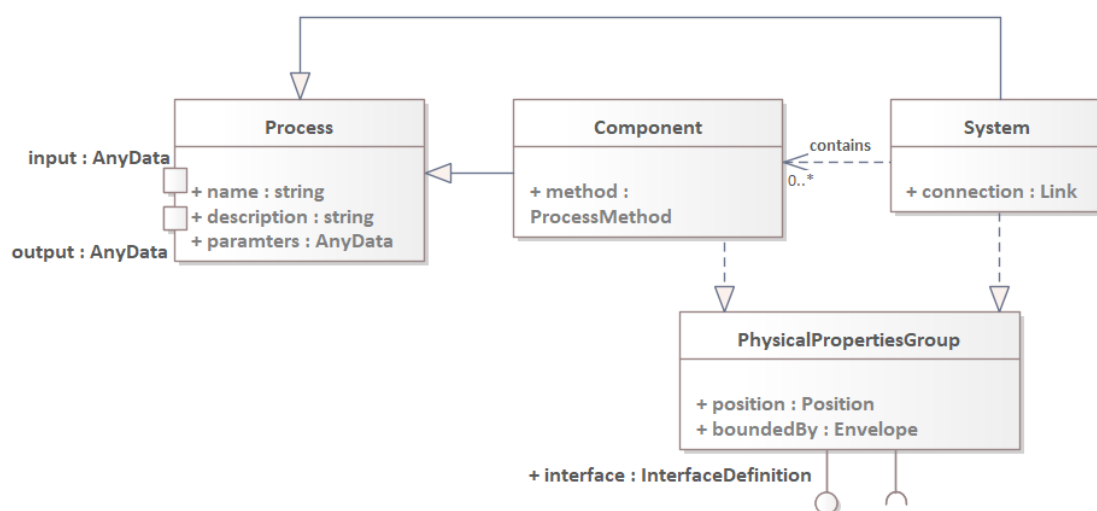 Process
Component
System
input : AnyData
+ name : string
+ description : string
+ paramters : AnyData
output : AnyData
+ method :
ProcessMethod
contains
0..*
+ connection : Link
PhysicalPropertiesGroup
+ position : Position
+ boundedBy : Envelope
+ interface : InterfaceDefinition